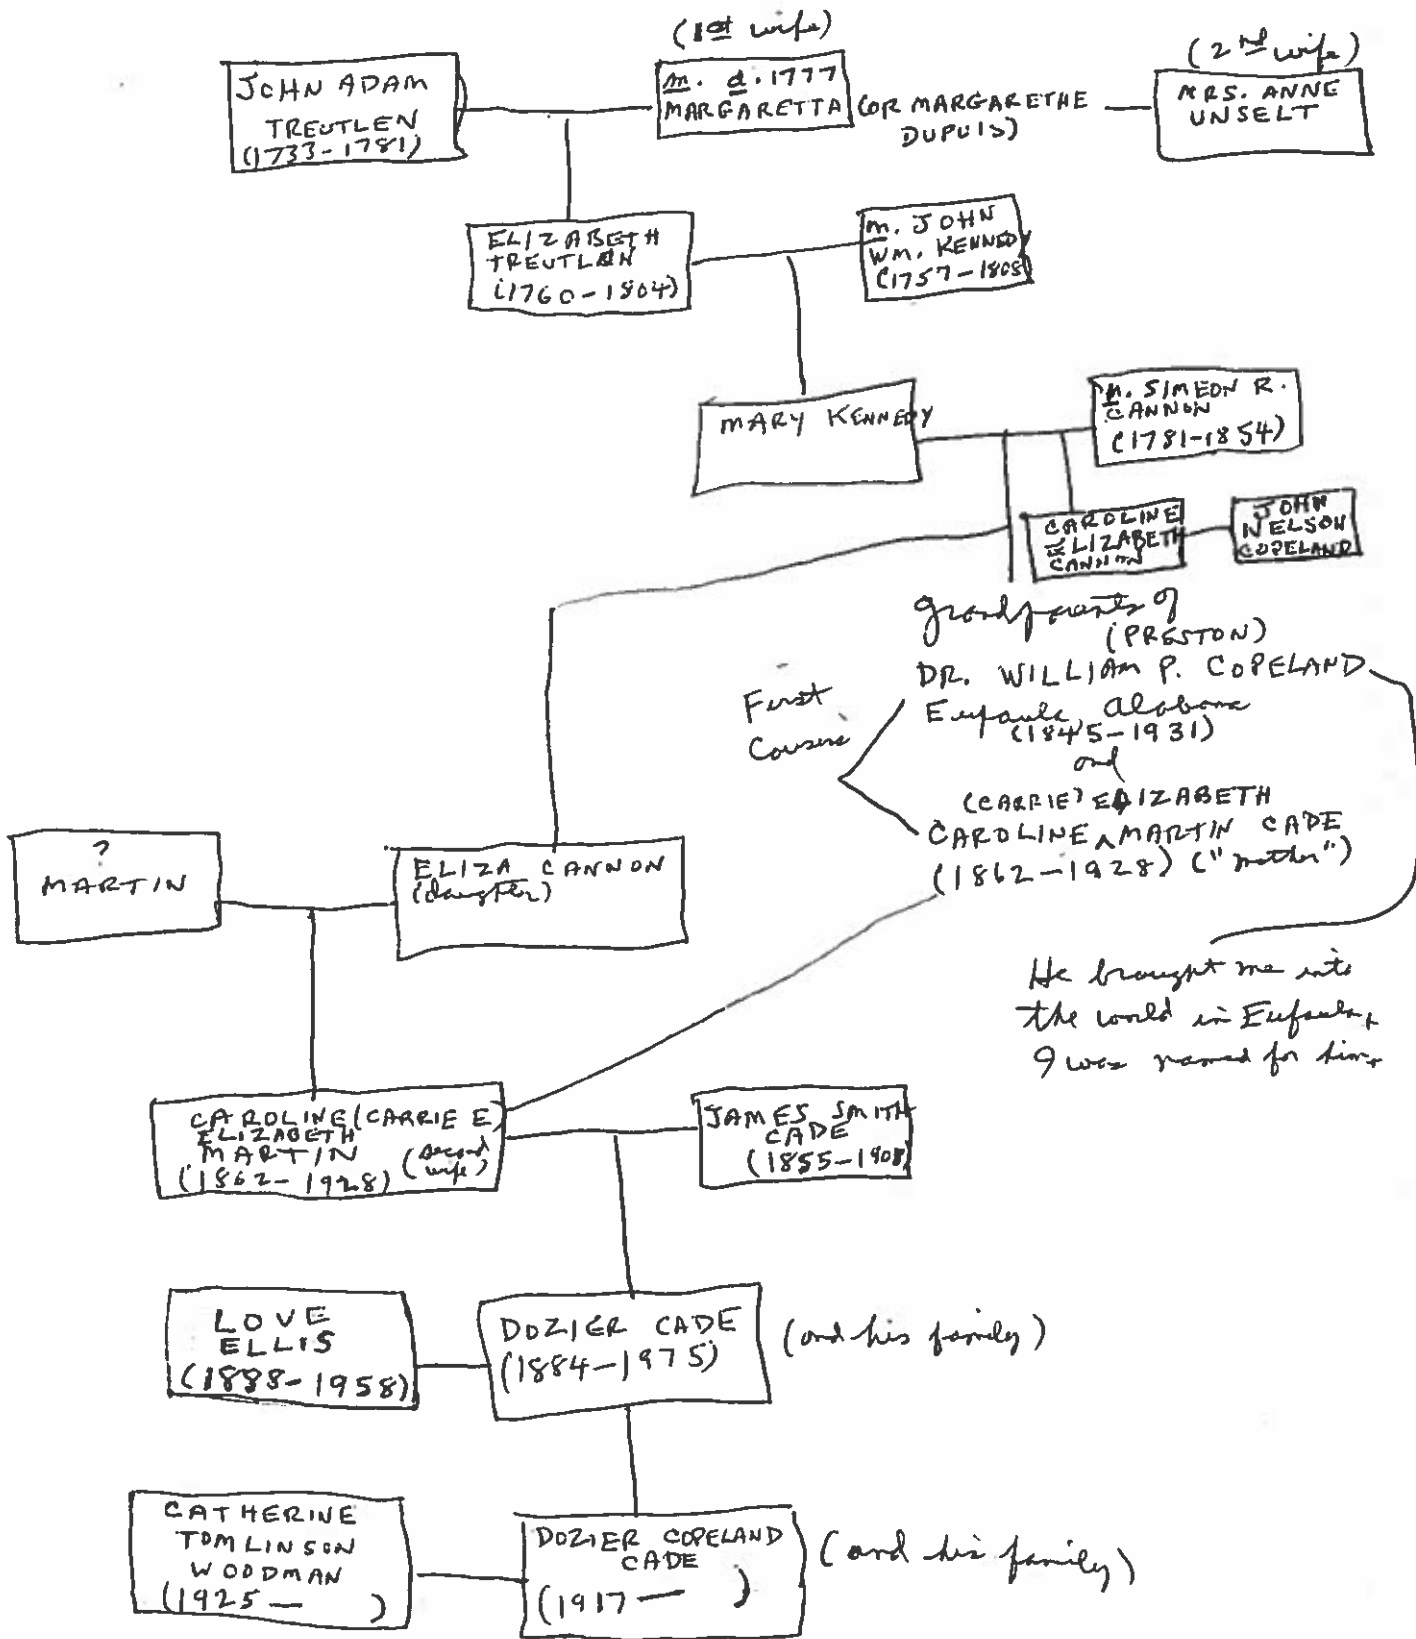 (1st wife)
(2nd wife)
JOHN ADAM
TREUTLEN
(1733-1781)
m. d. 1777
MARGARETTA (OR MARGARETHE
DUPUIS)
MRS. ANNE
UNSELT
ELIZABETH
TREUTLEN
(1760-1804)
m. JOHN
WM. KENNEDY
(1757-1808)
MARY KENNEDY
m. SIMEON R.
CANNON
(1781-1854)
CAROLINE
ELIZABETH
CANNON
JOHN
NELSON
COPELAND
Grandparents of
(PRESTON)
DR. WILLIAM P. COPELAND
Eufaula, Alabama
(1845-1931)
and
(CARRIE) ELIZABETH
CAROLINE ^ MARTIN CADE
(1862-1928) ("mother")
First
Cousins
?
MARTIN
ELIZA CANNON
(daughter)
He brought me into
the world in Eufaula,
I was named for him.
CAROLINE (CARRIE E)
ELIZABETH
MARTIN (second
(1862-1928) wife)
JAMES SMITH
CADE
(1855-1908)
LOVE
ELLIS
(1888-1958)
DOZIER CADE
(1884-1975)
(and his family)
CATHERINE
TOMLINSON
WOODMAN
(1925 — )
DOZIER COPELAND
CADE
(1917 — )
(and his family)